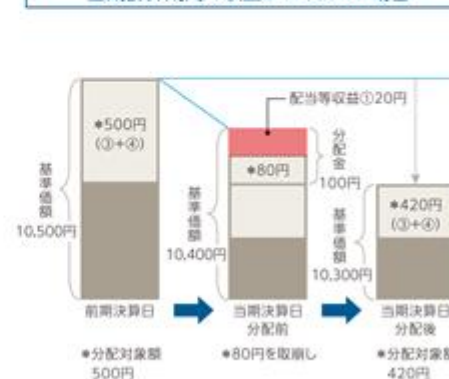 配当等収益①20円
*500円
(③+④)
分配金
100円
*80円
基準価額
10,500円
基準価額
10,400円
基準価額
10,300円
*420円
(③+④)
前期決算日
当期決算日
分配前
当期決算日
分配後
*分配対象額
500円
*80円を取崩し
*分配対象額
420円